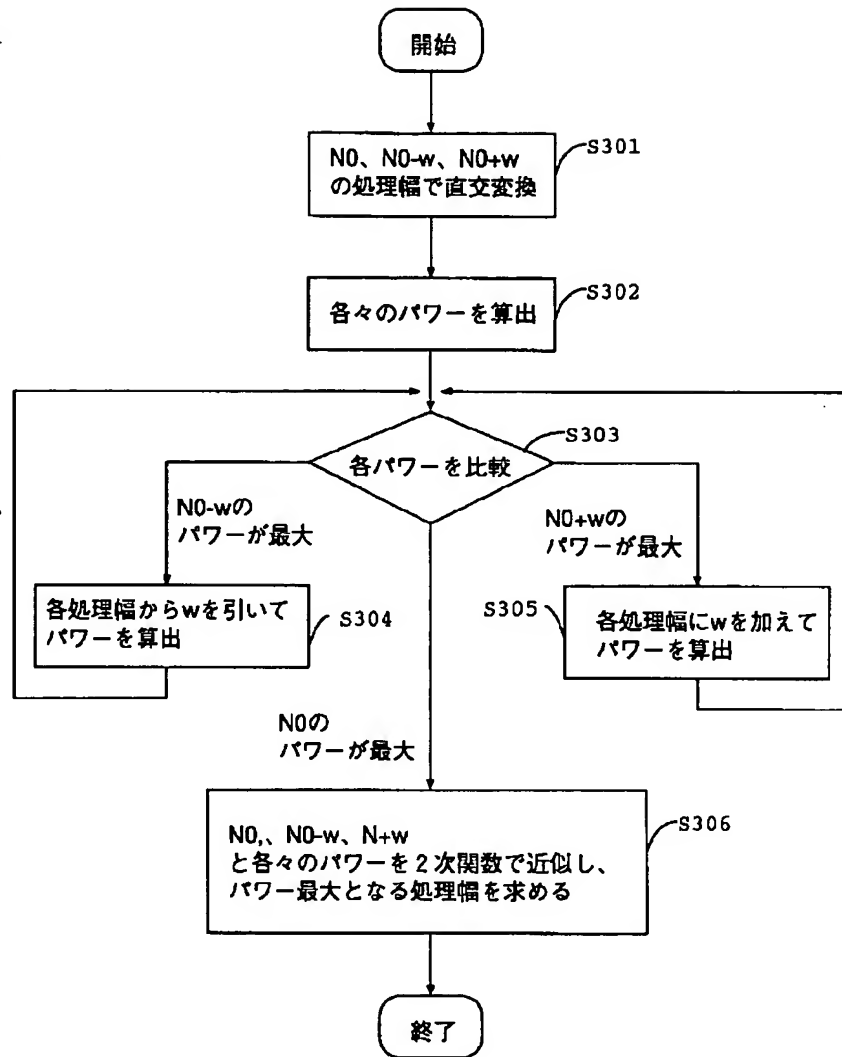 開始
N0、N0-w、N0+w
の処理幅で直交変換
S301
各々のパワーを算出
S302
各パワーを比較
S303
N0-wの
パワーが最大
N0+wの
パワーが最大
各処理幅からwを引いて
パワーを算出
S304
S305
各処理幅にwを加えて
パワーを算出
N0の
パワーが最大
N0,、N0-w、N+w
と各々のパワーを2次関数で近似し、
パワー最大となる処理幅を求める
S306
終了